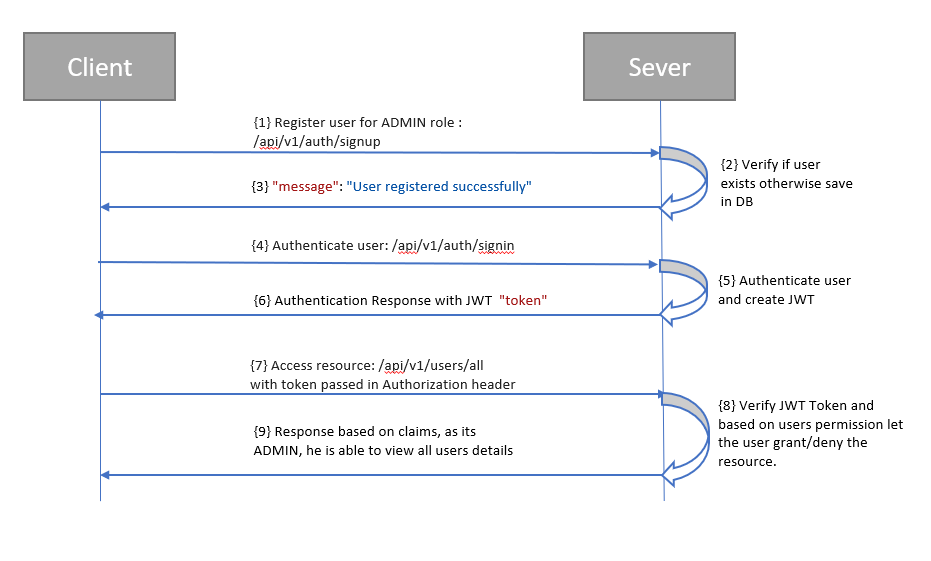 Client
Sever
{1} Register user for ADMIN role :
/api/v1/auth/signup
{2} Verify if user
exists otherwise save
in DB
{3} "message": "User registered successfully"
{4} Authenticate user: /api/v1/auth/signin
{5} Authenticate user
and create JWT
{6} Authentication Response with JWT "token"
{7} Access resource: /api/v1/users/all
with token passed in Authorization header
{8} Verify JWT Token and
based on users permission let
the user grant/deny the
resource.
{9} Response based on claims, as its
ADMIN, he is able to view all users details